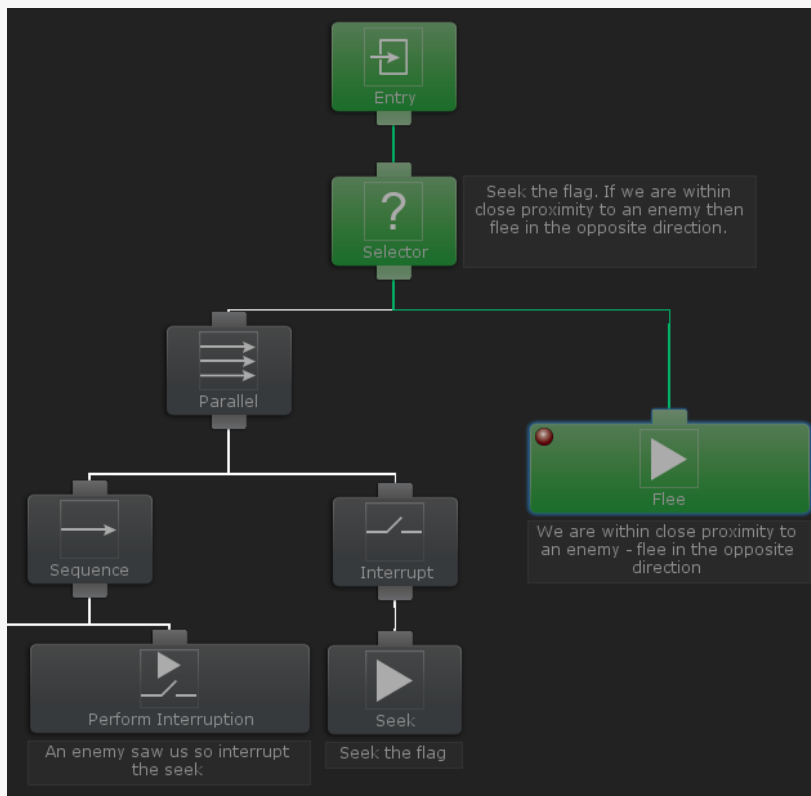 Entry
?
Selector
Seek the flag. If we are within
close proximity to an enemy then
flee in the opposite direction.
Parallel
Flee
We are within close proximity to
an enemy - flee in the opposite
direction
Sequence
Interrupt
Perform Interruption
Seek
An enemy saw us so interrupt
the seek
Seek the flag